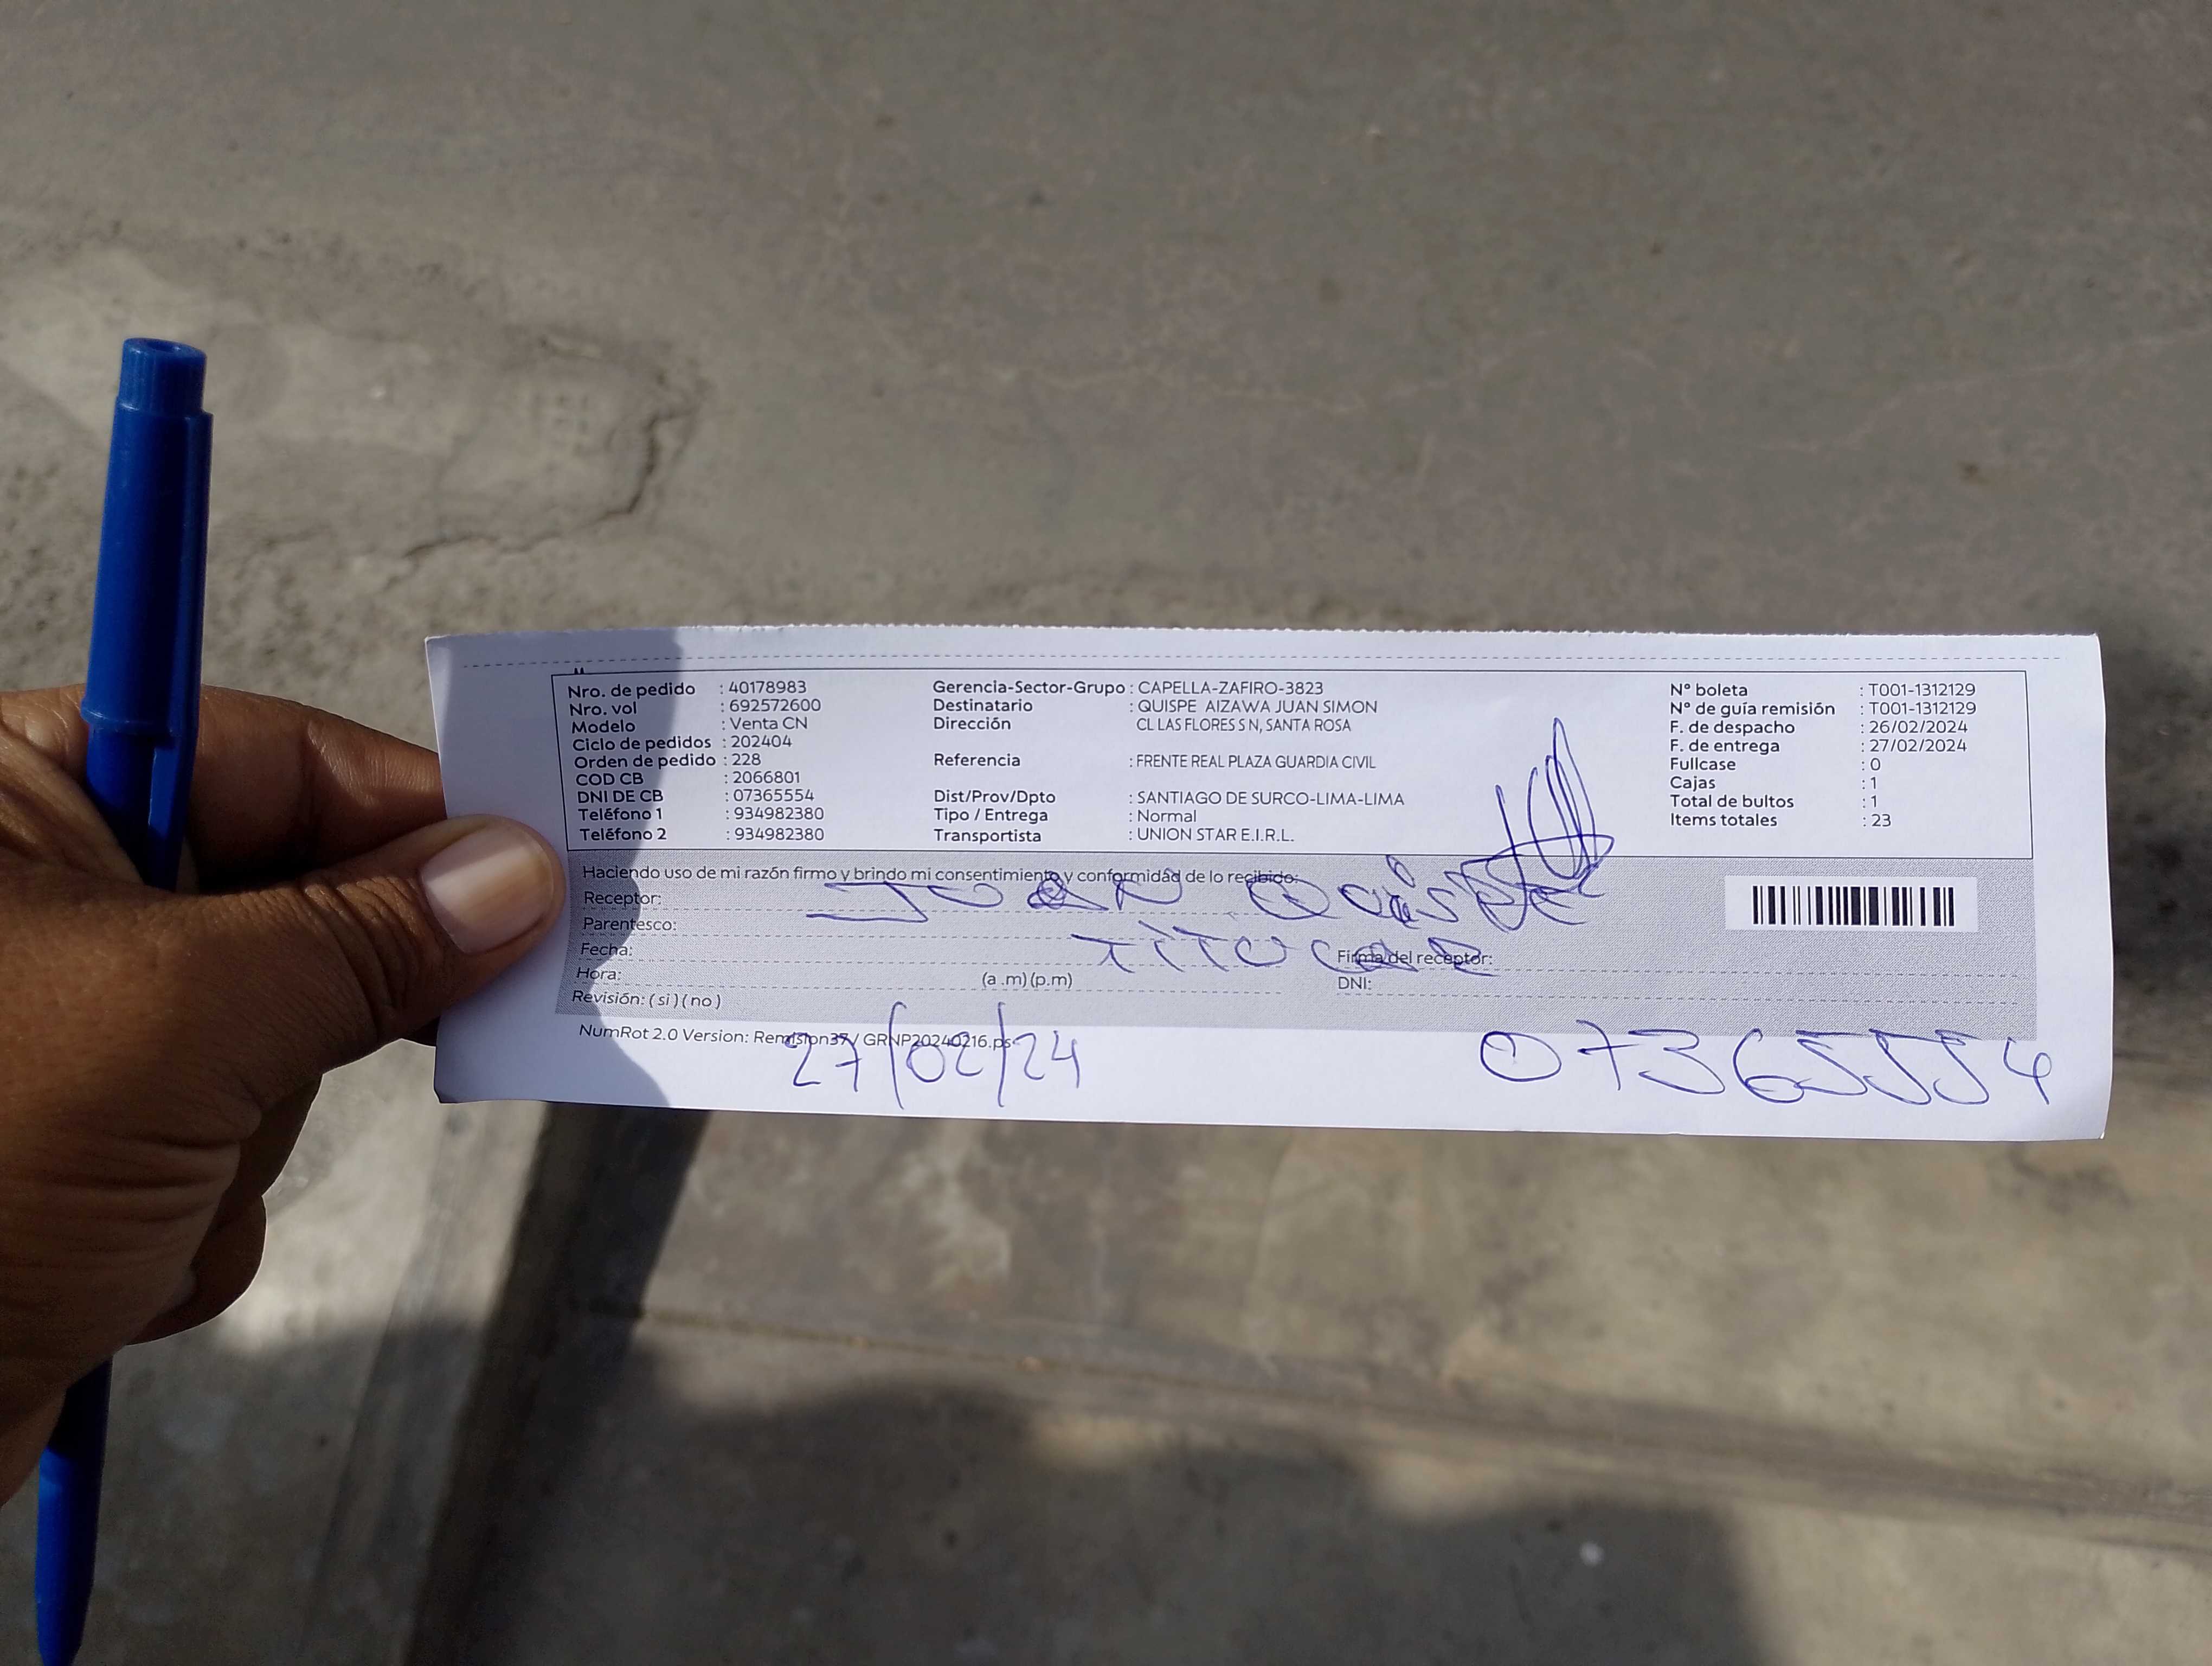 Nro. de pedido : 40178983
Nro. vol : 692572600
Modelo : Venta CN
Ciclo de pedidos : 202404
Orden de pedido : 228
COD CB : 2066801
DNI DE CB : 07365554
Teléfono 1 : 934982380
Teléfono 2 : 934982380
Gerencia-Sector-Grupo : CAPELLA-ZAFIRO-3823
Destinatario : QUISPE AIZAWA JUAN SIMON
Dirección CL LAS FLORES S N, SANTA ROSA
Referencia : FRENTE REAL PLAZA GUARDIA CIVIL
Dist/Prov/Dpto : SANTIAGO DE SURCO-LIMA-LIMA
Tipo / Entrega : Normal
Transportista : UNION STAR E.I.R.L.
N° boleta : T001-1312129
N° de guía remisión : T001-1312129
F. de despacho : 26/02/2024
F. de entrega : 27/02/2024
Fullcase : 0
Cajas : 1
Total de bultos : 1
Items totales : 23
Haciendo uso de mi razón firmo y brindo mi consentimiento y conformidad de lo recibido:
Receptor: JUAN QUISPE
Parentesco: TITULAR
Fecha:
Firma del receptor:
Hora: (a .m) (p.m)
DNI:
Revisión: ( si ) ( no )
NumRot 2.0 Version: Remision37 / GRNP20240216.ps
27/02/24
07365554